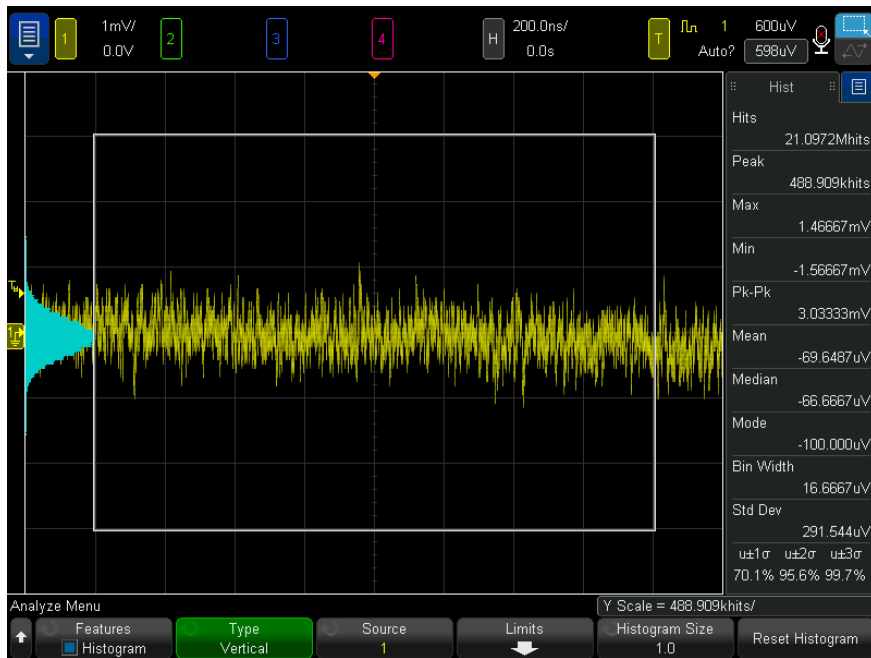 1 1mV/ 2 3 4 H 200.0ns/ T 1 600uV
0.0V 0.0s Auto? 598uV
Hist
Hits
21.0972Mhits
Peak
488.909khits
Max
1.46667mV
Min
-1.56667mV
Pk-Pk
3.03333mV
Mean
-69.6487uV
Median
-66.6667uV
Mode
-100.000uV
Bin Width
16.6667uV
Std Dev
291.544uV
u±1σ u±2σ u±3σ
70.1% 95.6% 99.7%
T
1
Analyze Menu Y Scale = 488.909khits/
Features Type Source Limits Histogram Size Reset Histogram
Histogram Vertical 1 1.0